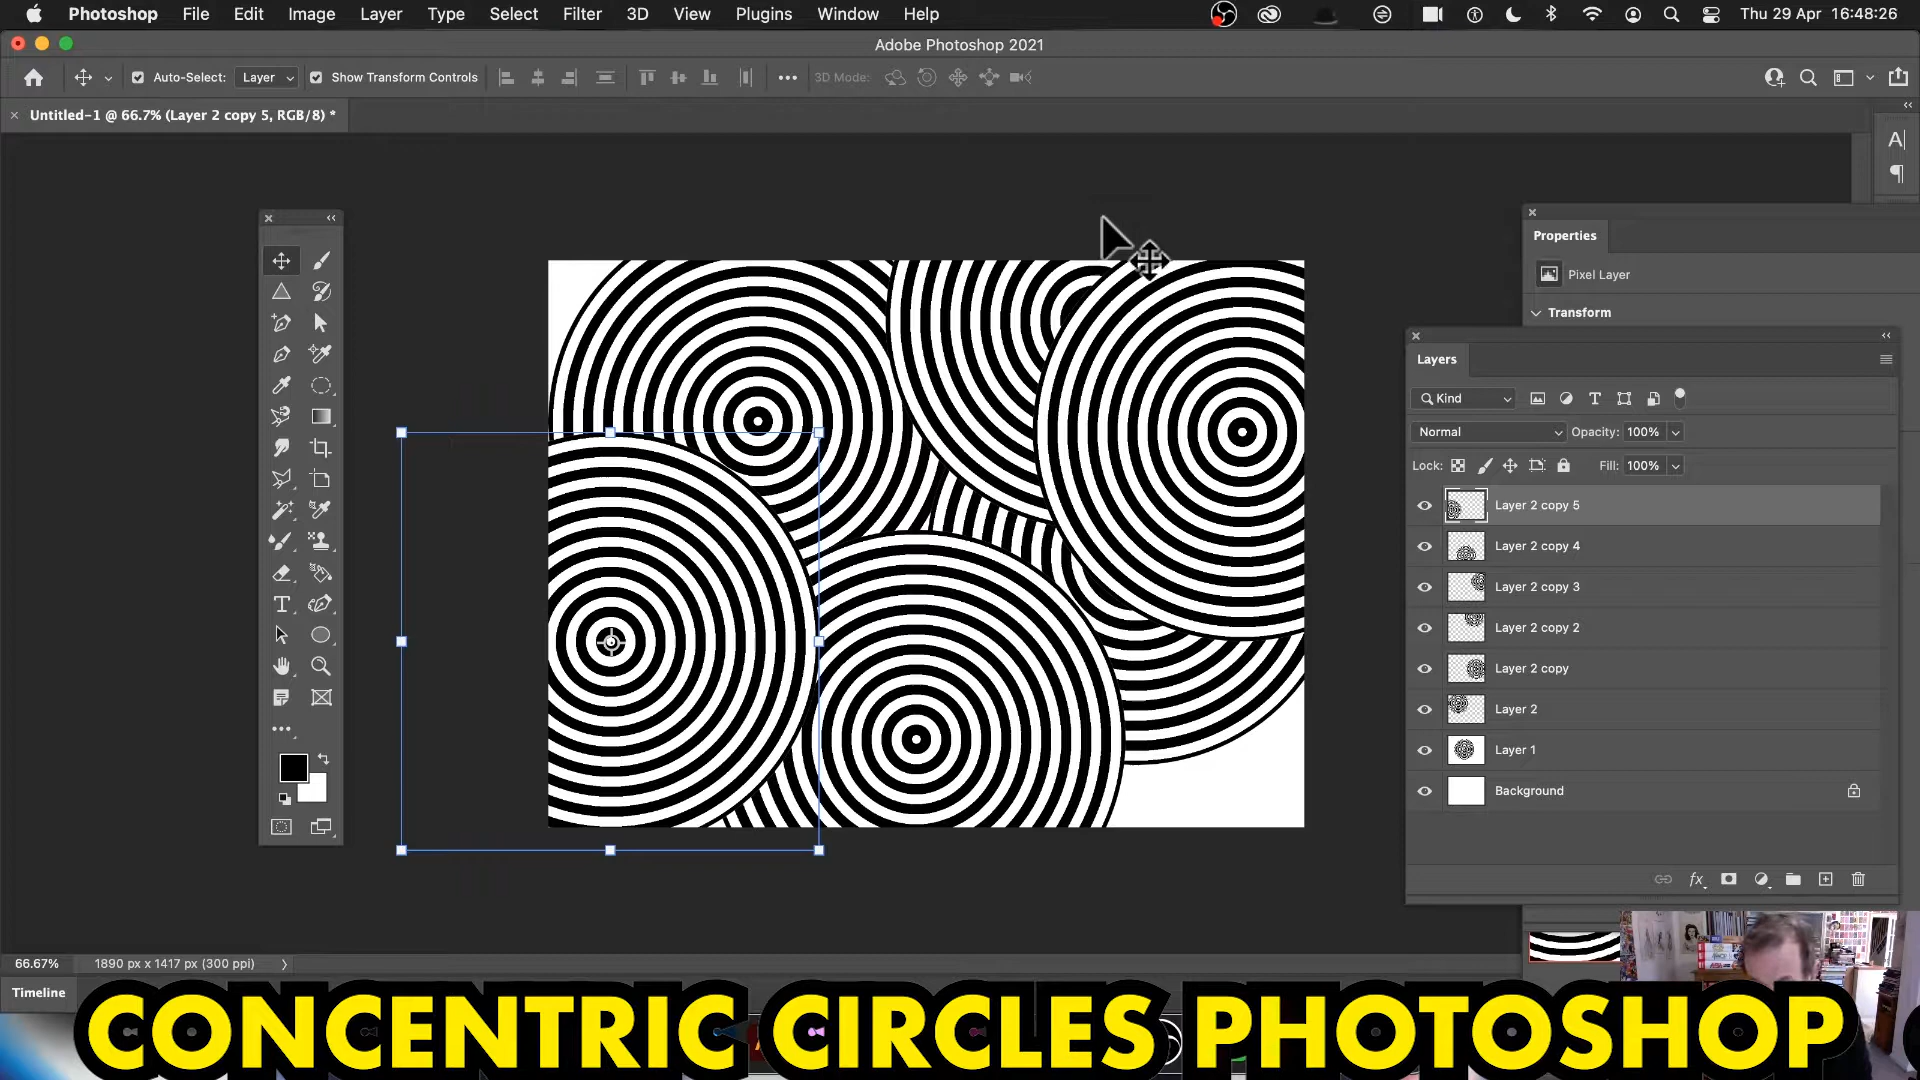 Photoshop File Edit Image Layer Type Select Filter 3D View Plugins Window Help Thu 29 Apr 16:48:26
Adobe Photoshop 2021
Auto-Select: Layer Show Transform Controls 3D Mode:
Untitled-1 @ 66.7% (Layer 2 copy 5, RGB/8) *
Properties
Pixel Layer
Transform
Layers
Kind
Normal Opacity: 100%
Lock: Fill: 100%
Layer 2 copy 5
Layer 2 copy 4
Layer 2 copy 3
Layer 2 copy 2
Layer 2 copy
Layer 2
Layer 1
Background
66.67% 1890 px x 1417 px (300 ppi)
Timeline
CONCENTRIC CIRCLES PHOTOSHOP